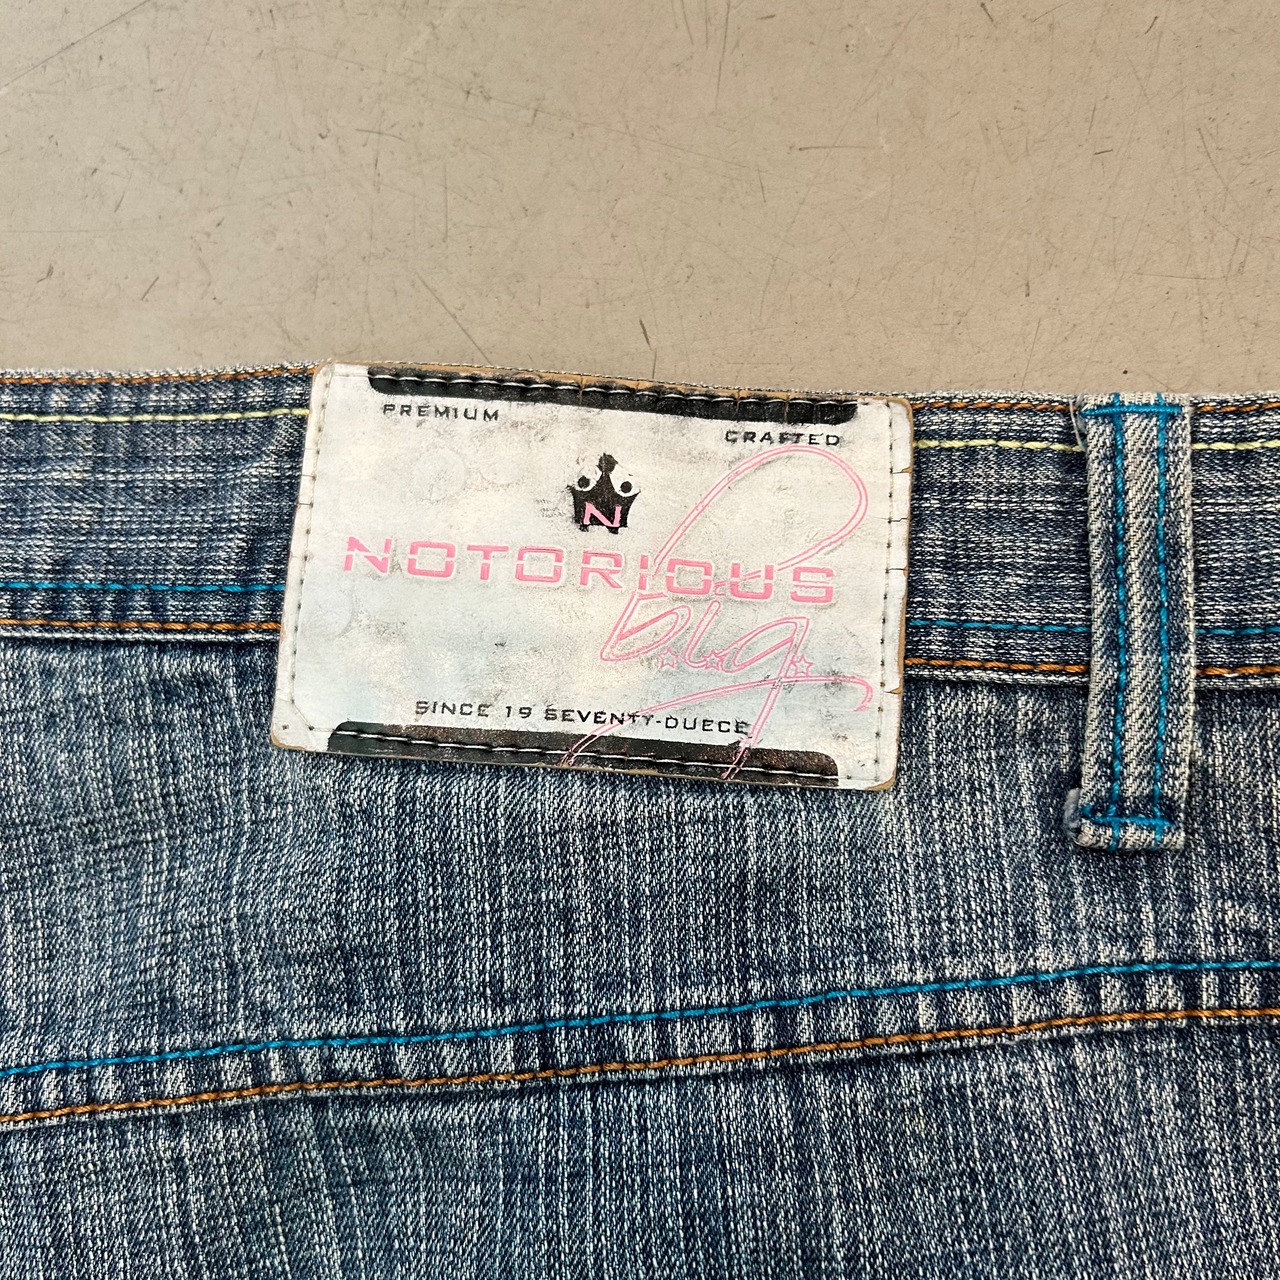 PREMIUM
CRAFTED
N
NOTORIOUS
b.i.g.
SINCE 19 SEVENTY-DUECE